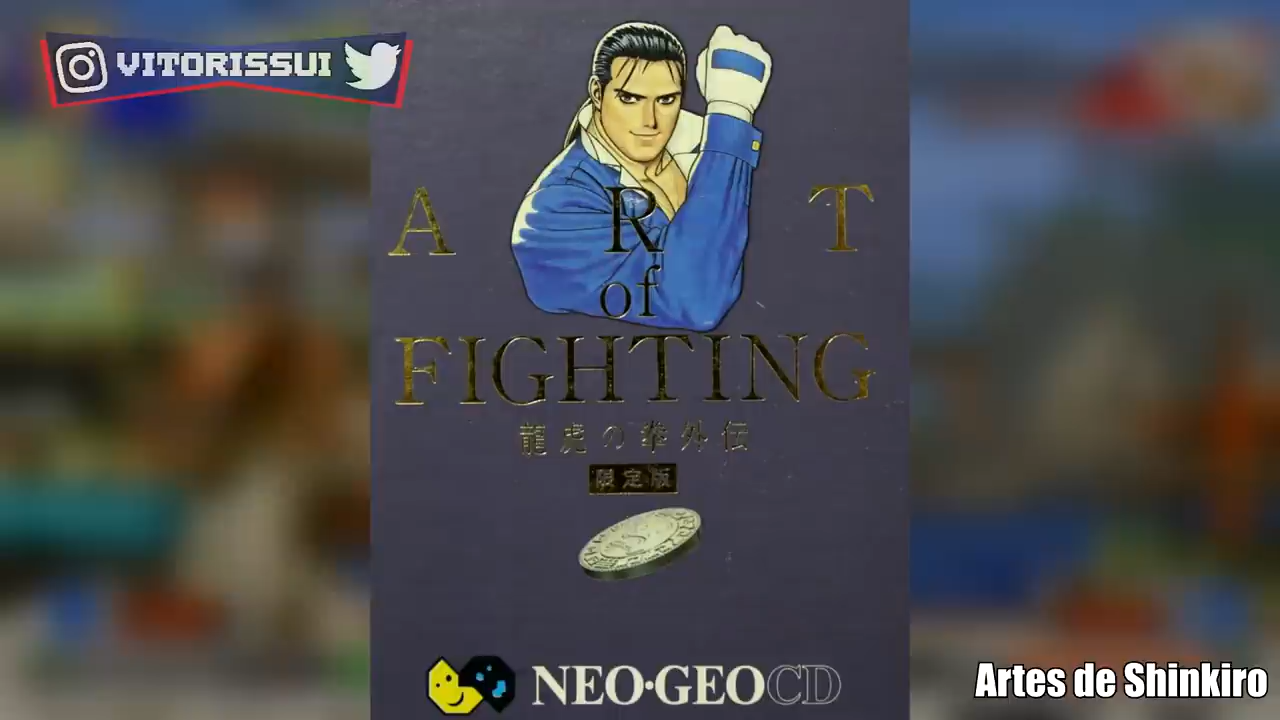 VITORISSUI
A R T
of
FIGHTING
龍虎の拳外伝
限定版
NEO·GEO CD
Artes de Shinkiro